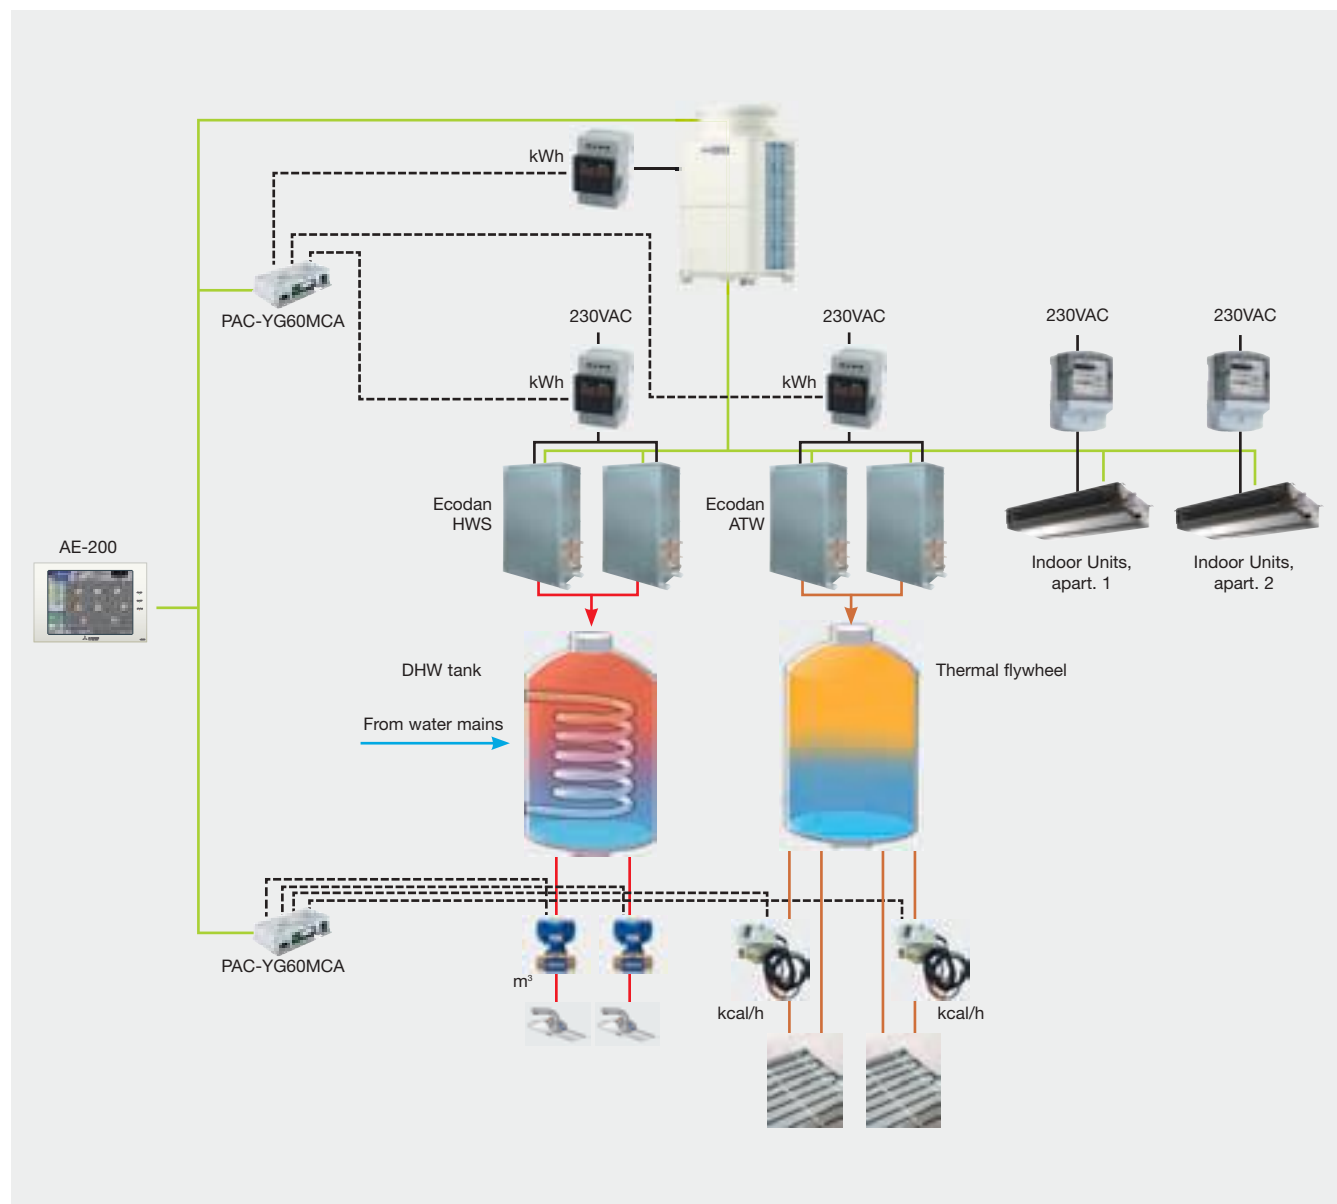 kWh
PAC-YG60MCA
230VAC
230VAC
230VAC
230VAC
kWh
kWh
Ecodan
HWS
Ecodan
ATW
AE-200
Indoor Units,
apart. 1
Indoor Units,
apart. 2
DHW tank
Thermal flywheel
From water mains
PAC-YG60MCA
m³
kcal/h
kcal/h